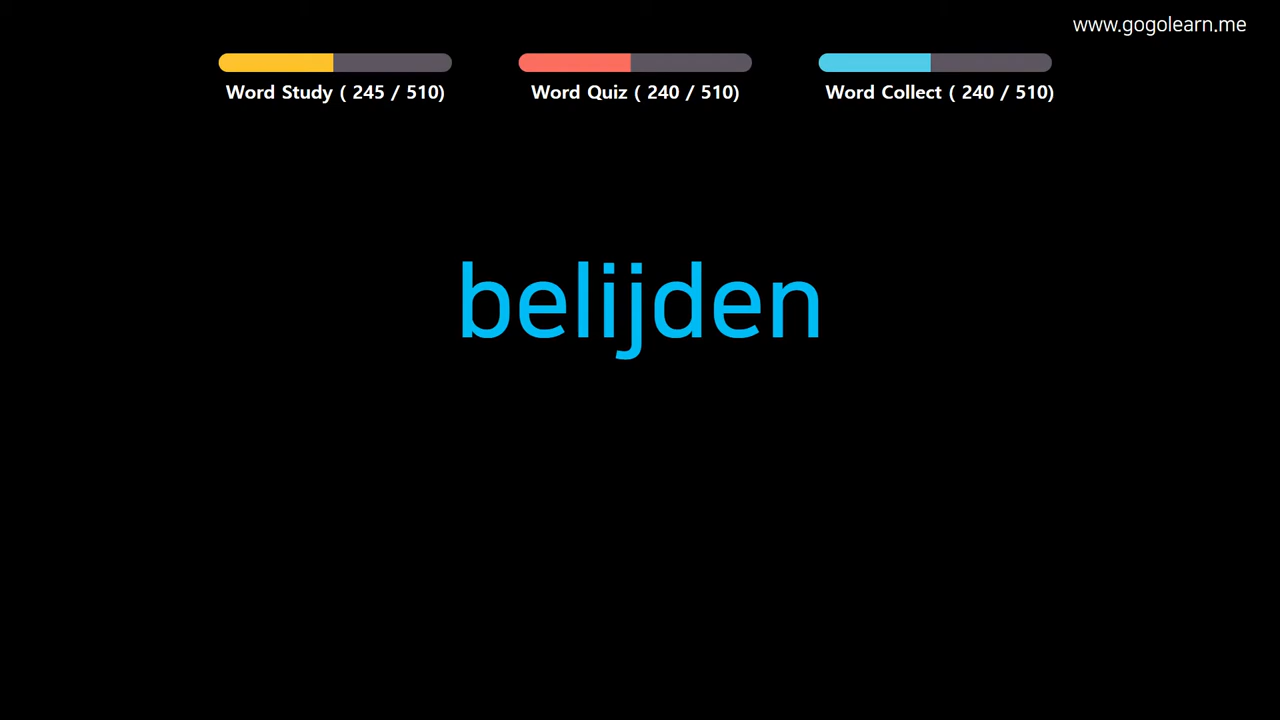 www.gogolearn.me
Word Study ( 245 / 510)
Word Quiz ( 240 / 510)
Word Collect ( 240 / 510)
belijden